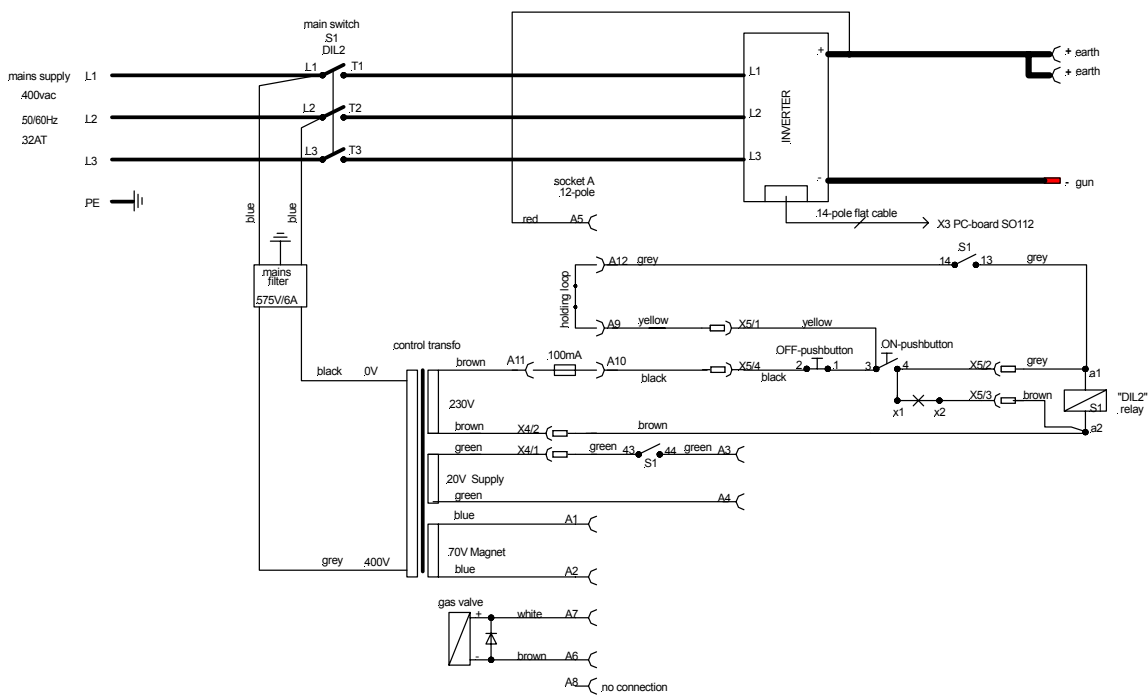 main switch
S1
DIL2
mains supply L1 L1 T1
400vac
50/60Hz L2 L2 T2
32AT
L3 L3 T3
PE
INVERTER
L1
L2
L3
+
-
+ earth
+ earth
- gun
socket A
12-pole
red A5
14-pole flat cable
X3 PC-board SO112
blue
blue
mains
filter
575V/6A
holding loop
A12 grey 14 S1 13 grey
A9 yellow X5/1 yellow
OFF-pushbutton ON-pushbutton
control transfo
brown A11 100mA A10 black X5/4 black 2 1 3 4 X5/2 grey a1
black 0V
230V
x1 x2 X5/3 brown
S1
"DIL2"
relay
brown X4/2 brown a2
green X4/1 green 43 44 green A3
S1
20V Supply
green A4
blue A1
70V Magnet
grey 400V blue A2
gas valve
+ white A7
- brown A6
A8 no connection